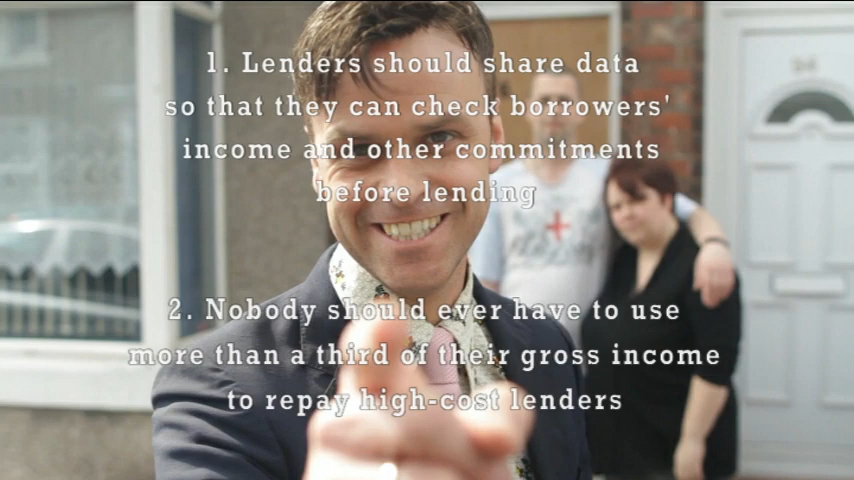 1. Lenders should share data
so that they can check borrowers'
income and other commitments
before lending
2. Nobody should ever have to use
more than a third of their gross income
to repay high-cost lenders